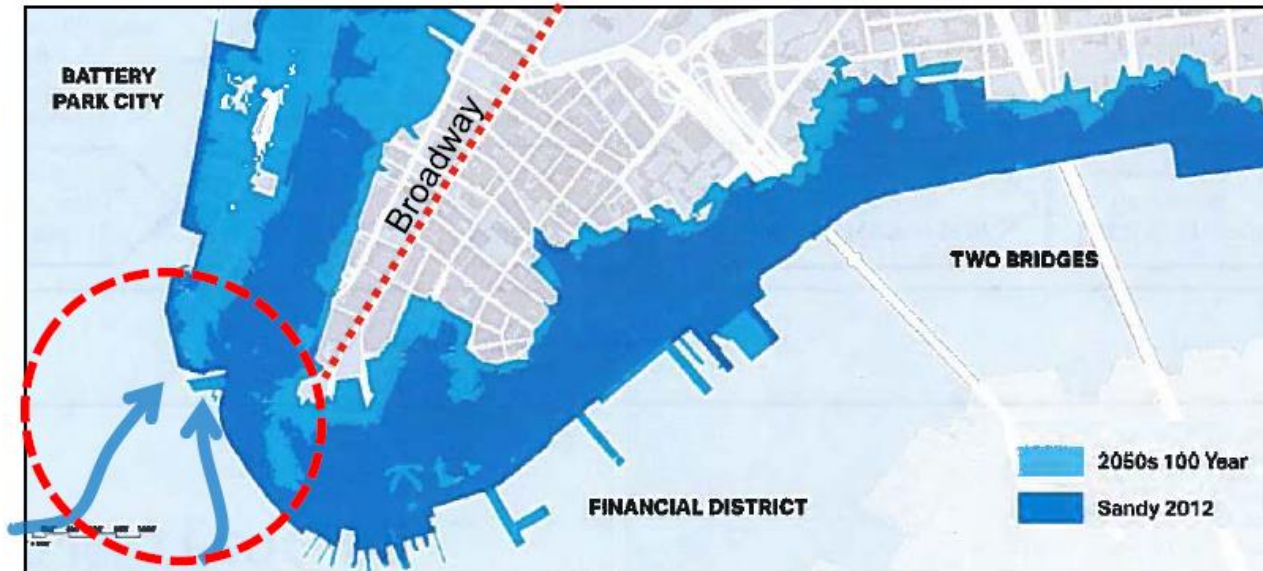 BATTERY
PARK CITY
Broadway
TWO BRIDGES
FINANCIAL DISTRICT
2050s 100 Year
Sandy 2012